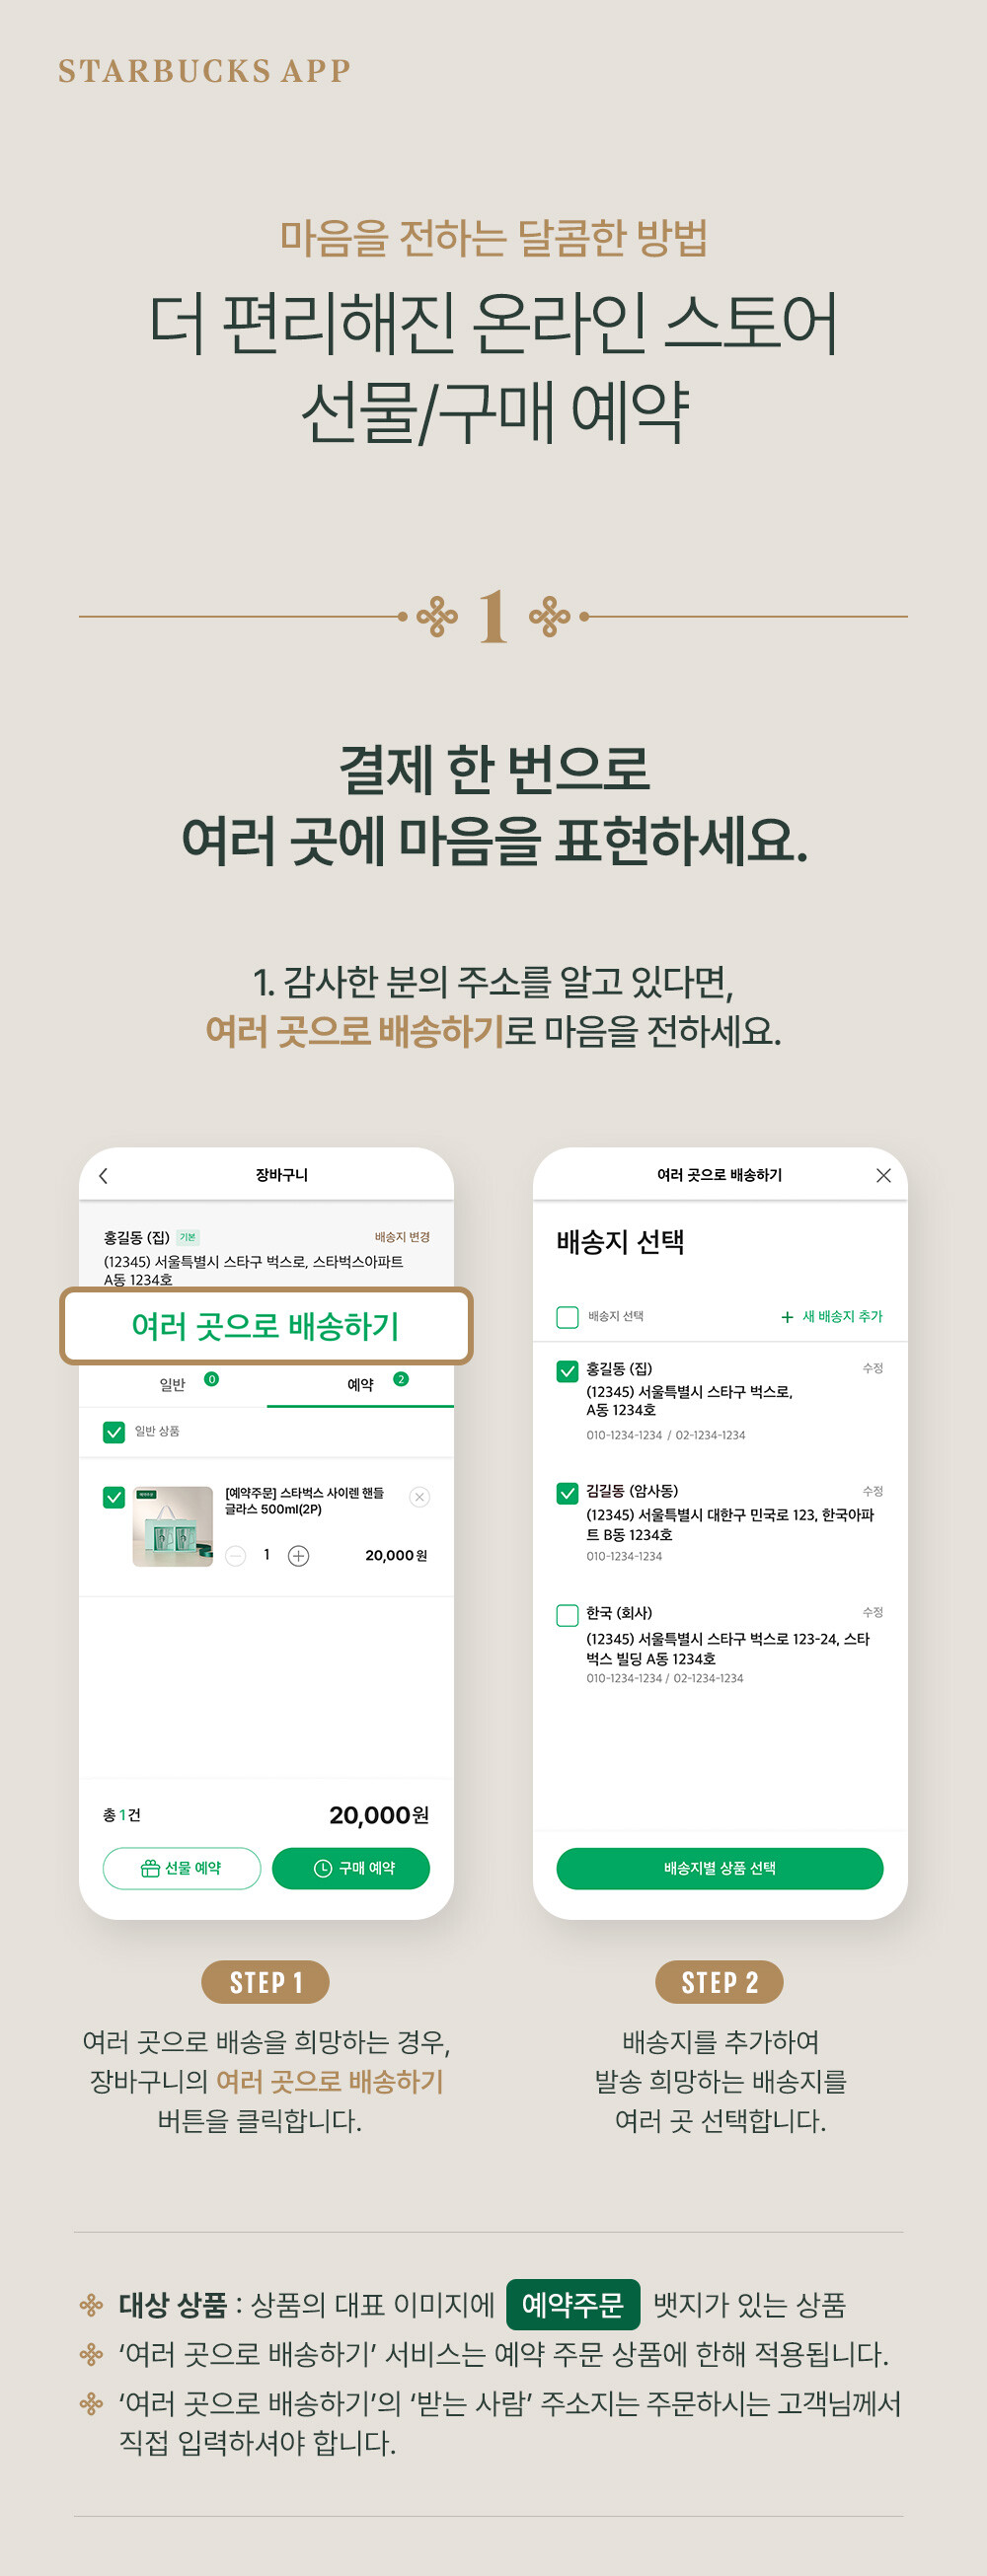 STARBUCKS APP
마음을 전하는 달콤한 방법
더 편리해진 온라인 스토어
선물/구매 예약
1
결제 한 번으로
여러 곳에 마음을 표현하세요.
1. 감사한 분의 주소를 알고 있다면,
여러 곳으로 배송하기로 마음을 전하세요.
장바구니
홍길동 (집) 기본 배송지 변경
(12345) 서울특별시 스타구 벅스로, 스타벅스아파트
A동 1234호
여러 곳으로 배송하기
일반 0 예약 2
일반 상품
예약주문
[예약주문] 스타벅스 사이렌 핸들
글라스 500ml(2P)
1 20,000원
총 1건 20,000원
선물 예약 구매 예약
여러 곳으로 배송하기
배송지 선택
배송지 선택 + 새 배송지 추가
홍길동 (집) 수정
(12345) 서울특별시 스타구 벅스로,
A동 1234호
010-1234-1234 / 02-1234-1234
김길동 (암사동) 수정
(12345) 서울특별시 대한구 민국로 123, 한국아파
트 B동 1234호
010-1234-1234
한국 (회사) 수정
(12345) 서울특별시 스타구 벅스로 123-24, 스타
벅스 빌딩 A동 1234호
010-1234-1234 / 02-1234-1234
배송지별 상품 선택
STEP 1
여러 곳으로 배송을 희망하는 경우,
장바구니의 여러 곳으로 배송하기
버튼을 클릭합니다.
STEP 2
배송지를 추가하여
발송 희망하는 배송지를
여러 곳 선택합니다.
대상 상품 : 상품의 대표 이미지에 예약주문 뱃지가 있는 상품
‘여러 곳으로 배송하기’ 서비스는 예약 주문 상품에 한해 적용됩니다.
‘여러 곳으로 배송하기’의 ‘받는 사람’ 주소지는 주문하시는 고객님께서
직접 입력하셔야 합니다.